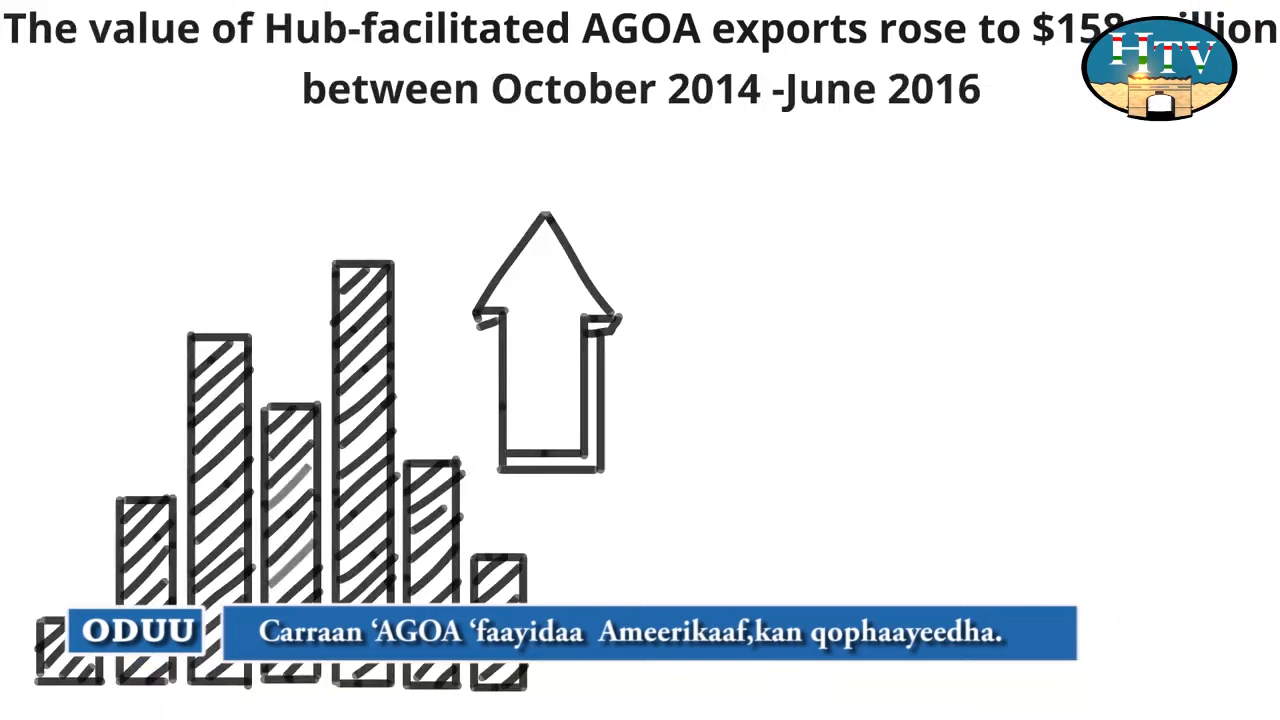 The value of Hub-facilitated AGOA exports rose to
between October 2014 -June 2016
HTV
ODUU
Carraan ‘AGOA ‘faayidaa Ameerikaaf,kan qophaayeedha.